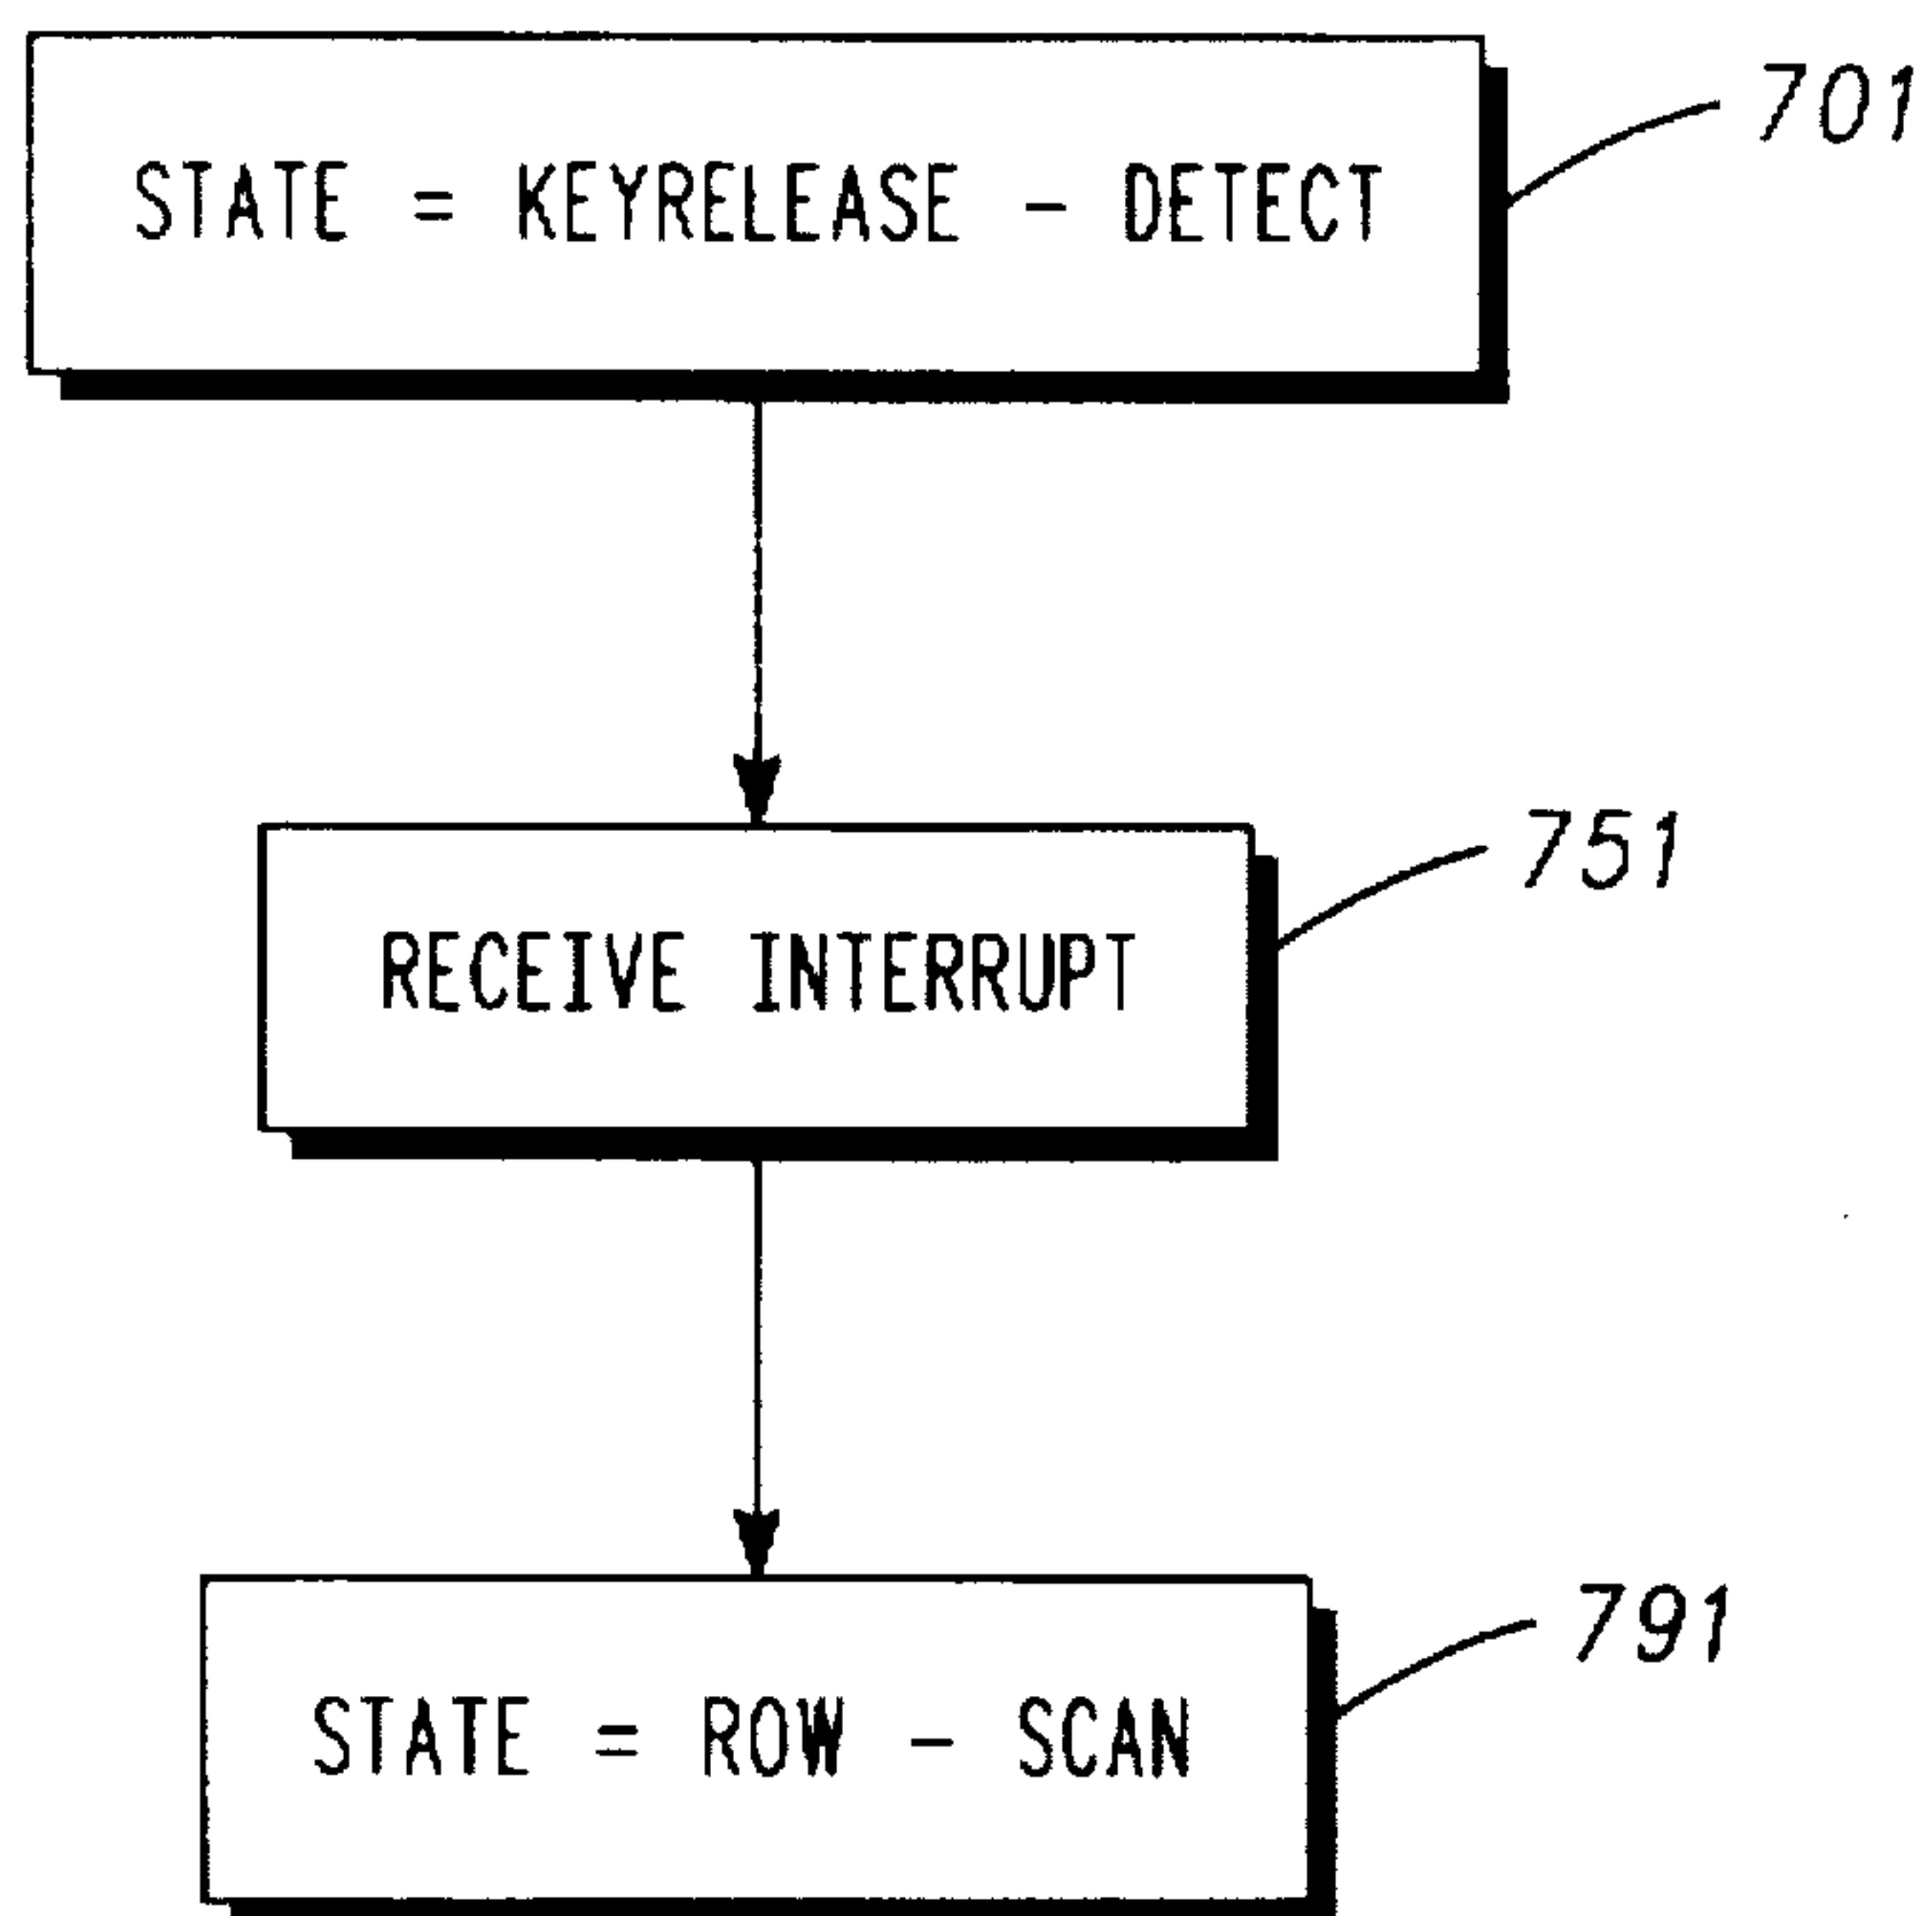 701
STATE = KEYRELEASE - DETECT
751
RECEIVE INTERRUPT
791
STATE = ROW - SCAN